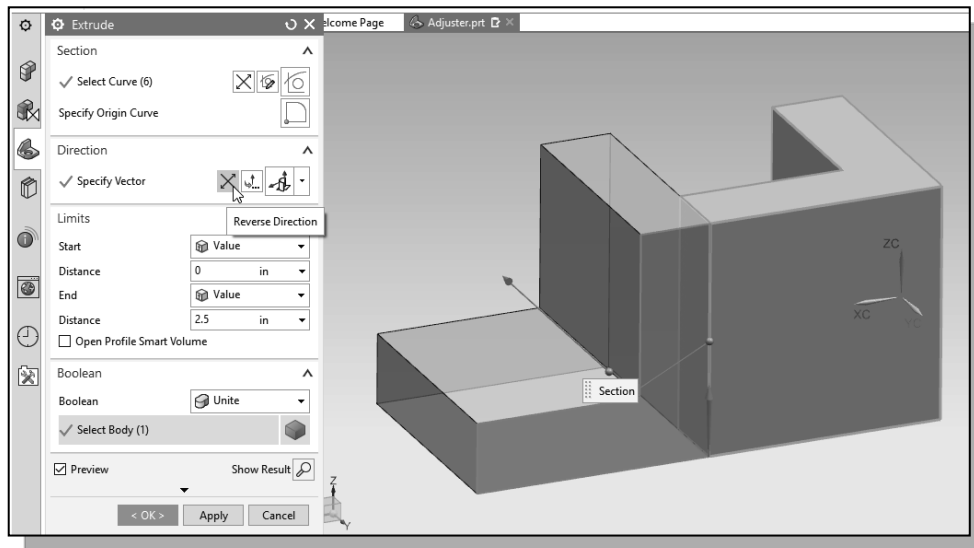 Extrude
elcome Page
Adjuster.prt
Section
Select Curve (6)
Specify Origin Curve
Direction
Specify Vector
Reverse Direction
Limits
Start Value
Distance 0 in
End Value
Distance 2.5 in
Open Profile Smart Volume
Boolean
Boolean Unite
Select Body (1)
Preview Show Result
< OK > Apply Cancel
Section
ZC
XC
YC
Z
Y